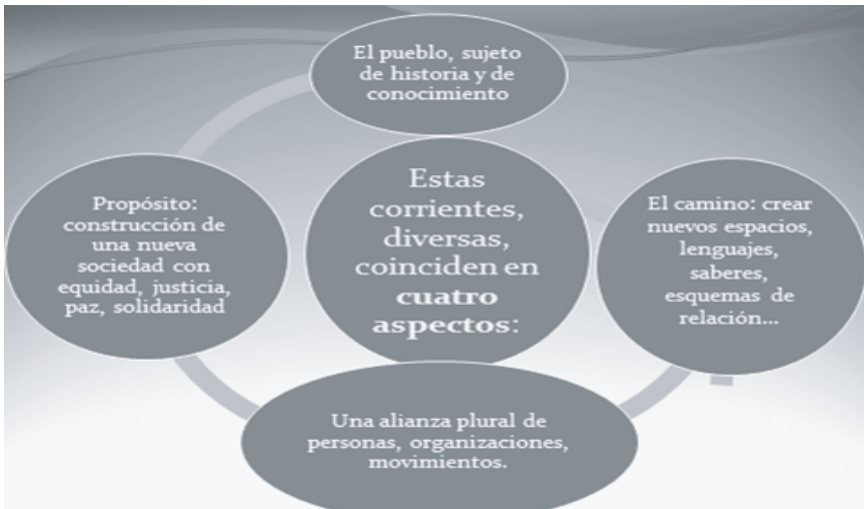 El pueblo, sujeto
de historia y de
conocimiento
Estas
corrientes,
diversas,
coinciden en
cuatro
aspectos:
El camino: crear
nuevos espacios,
lenguajes,
saberes,
esquemas de
relación...
Una alianza plural de
personas, organizaciones,
movimientos.
Propósito:
construcción de
una nueva
sociedad con
equidad, justicia,
paz, solidaridad